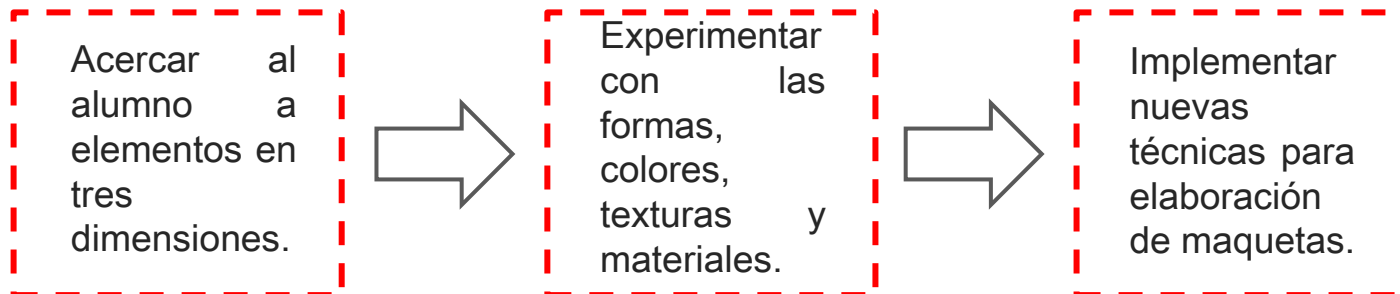 Acercar al
alumno a
elementos en
tres
dimensiones.
Experimentar
con las
formas,
colores,
texturas y
materiales.
Implementar
nuevas
técnicas para
elaboración
de maquetas.